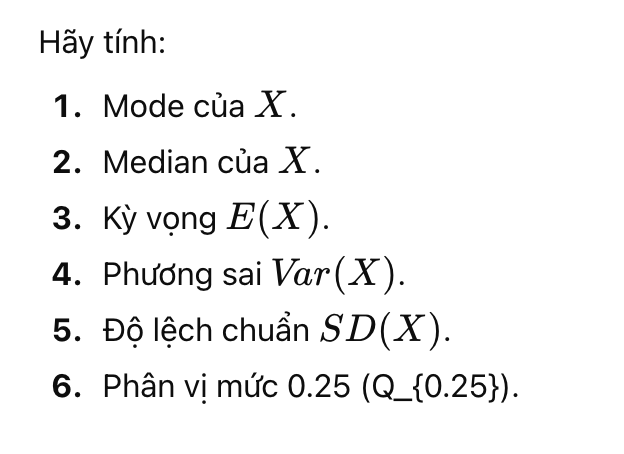 Hãy tính:
1. Mode của X.
2. Median của X.
3. Kỳ vọng E(X).
4. Phương sai Var(X).
5. Độ lệch chuẩn SD(X).
6. Phân vị mức 0.25 (Q_{0.25}).